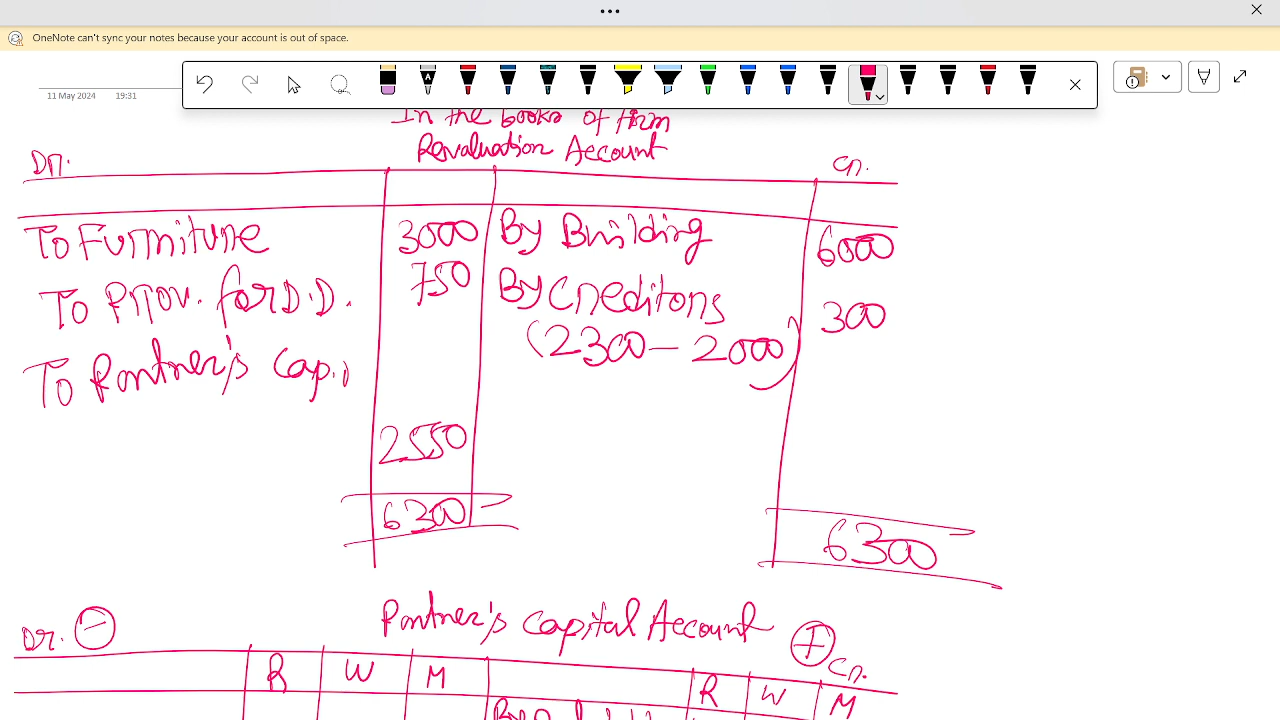 OneNote can't sync your notes because your account is out of space.
A
11 May 2024 19:31
In the books of firm
Revaluation Account
Dr. Cr.
To Furniture 3000 By Building 6000
To Prov. for D.D. 750 By Creditors 300
(2300 - 2000)
To Partner's Cap.
2550
6300 6300
Partner's Capital Account
Dr. - + Cr.
R W M R W M